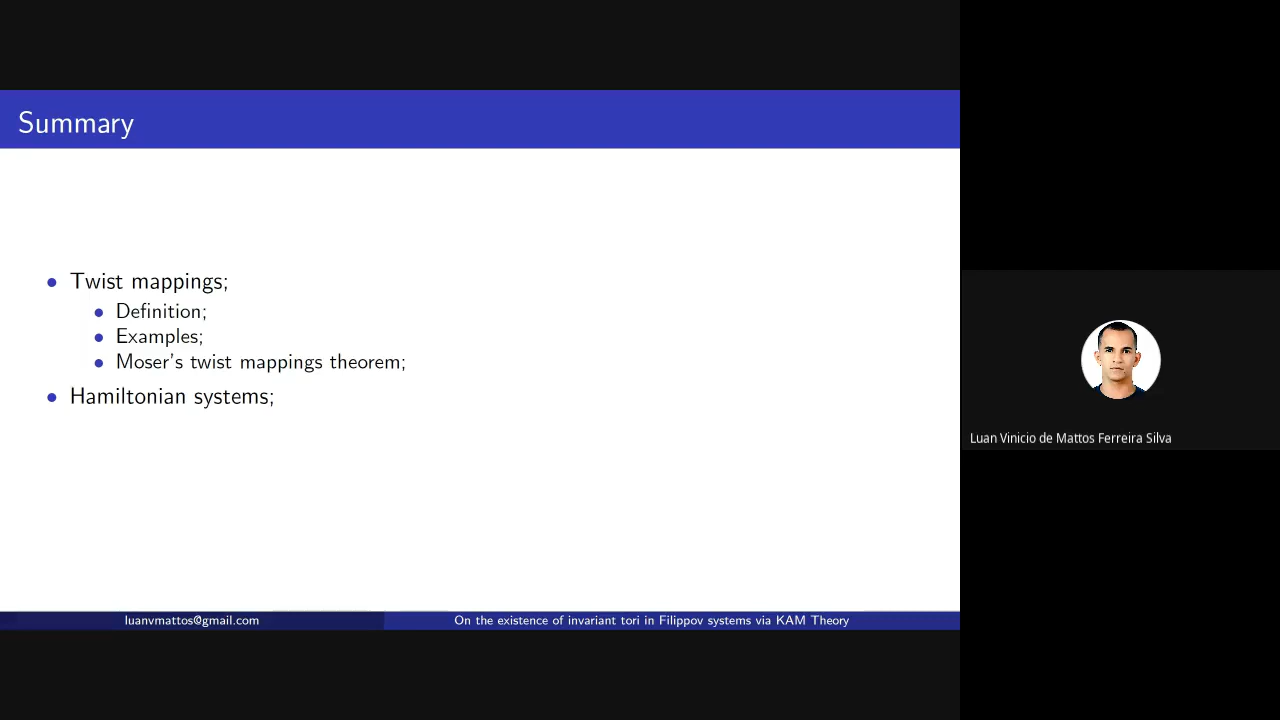 Summary
Twist mappings;
Definition;
Examples;
Moser's twist mappings theorem;
Hamiltonian systems;
luanvmattos@gmail.com
On the existence of invariant tori in Filippov systems via KAM Theory
Luan Vinicio de Mattos Ferreira Silva